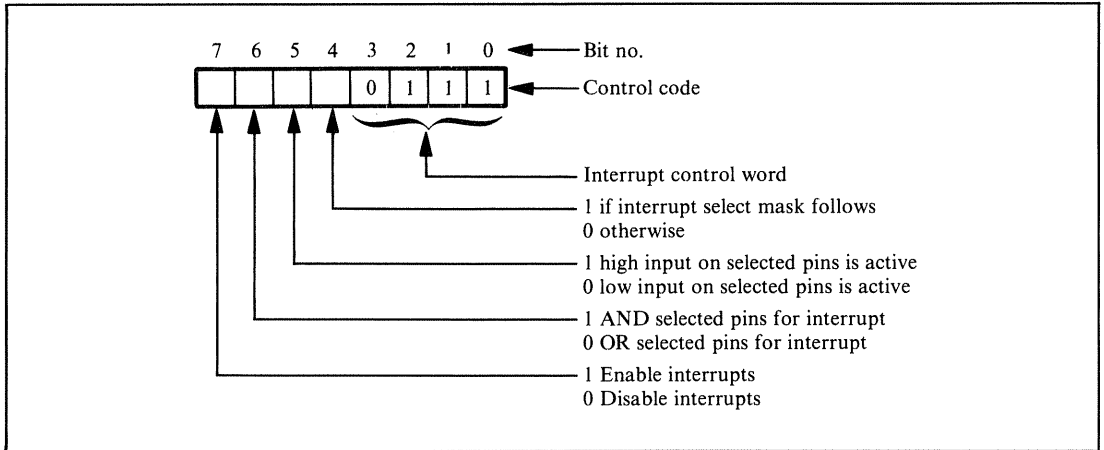 7 6 5 4 3 2 1 0 Bit no.
0 1 1 1 Control code
Interrupt control word
1 if interrupt select mask follows
0 otherwise
1 high input on selected pins is active
0 low input on selected pins is active
1 AND selected pins for interrupt
0 OR selected pins for interrupt
1 Enable interrupts
0 Disable interrupts